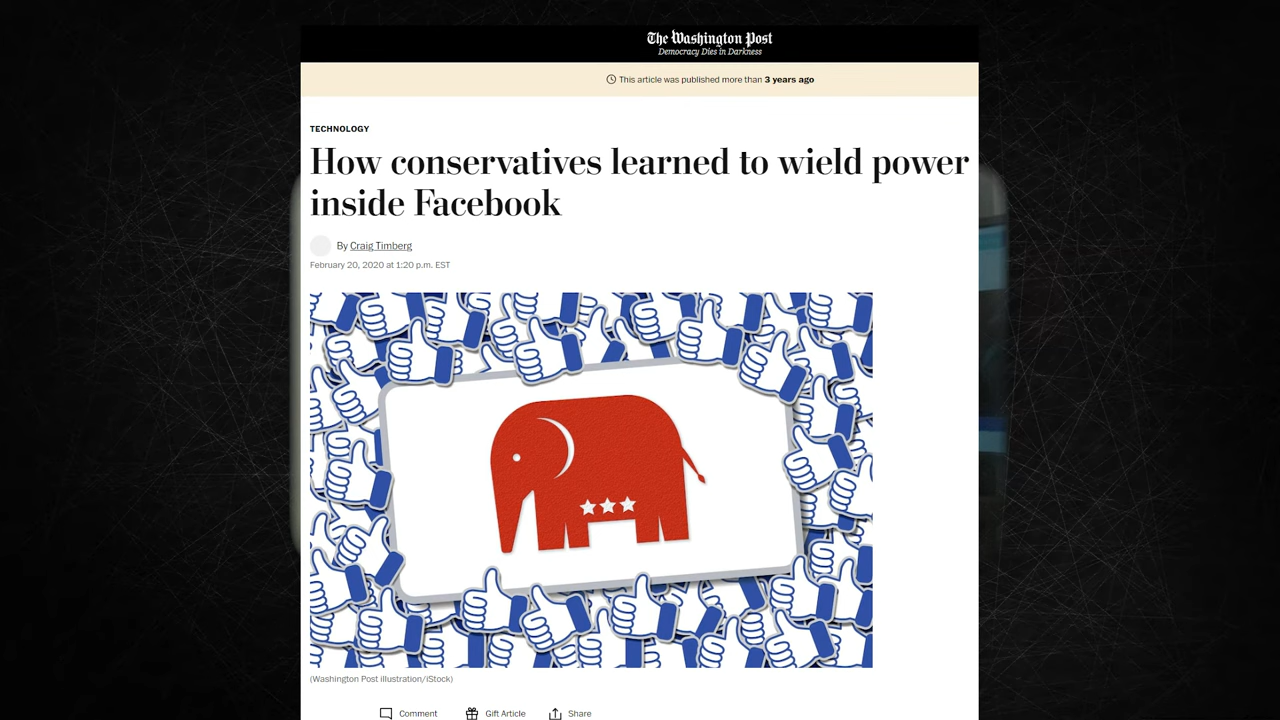 The Washington Post
Democracy Dies in Darkness
This article was published more than 3 years ago
TECHNOLOGY
How conservatives learned to wield power
inside Facebook
By Craig Timberg
February 20, 2020 at 1:20 p.m. EST
(Washington Post illustration/iStock)
Comment
Gift Article
Share